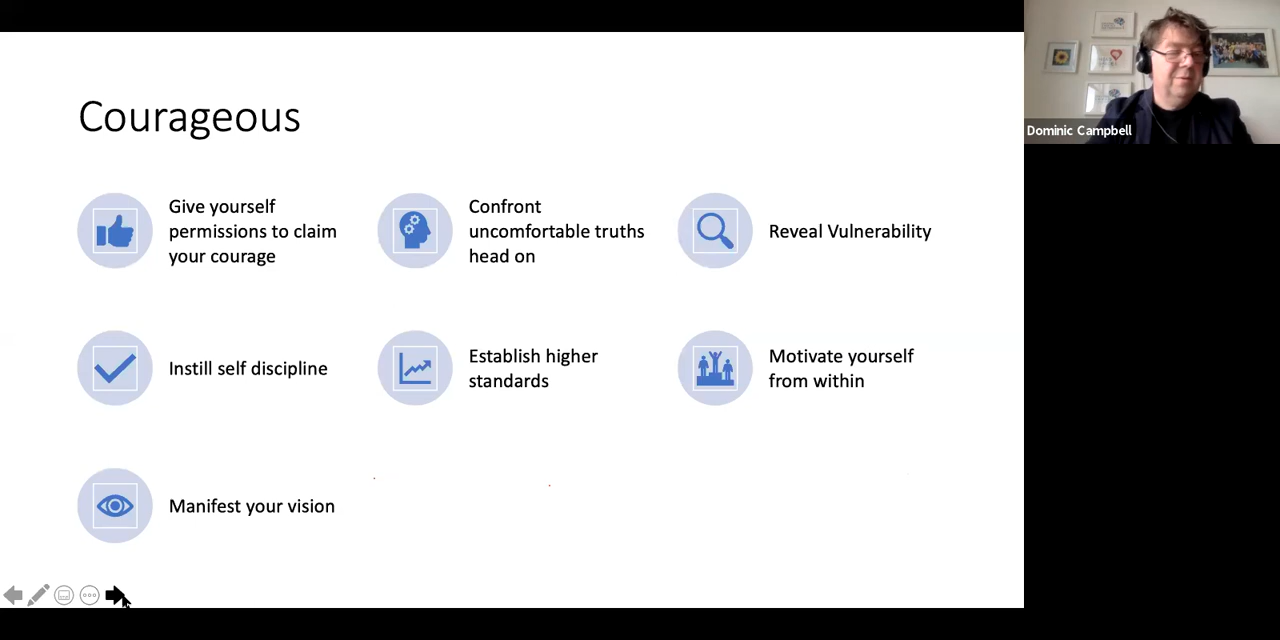 Courageous
Give yourself
permissions to claim
your courage
Confront
uncomfortable truths
head on
Reveal Vulnerability
Instill self discipline
Establish higher
standards
Motivate yourself
from within
Manifest your vision
Dominic Campbell